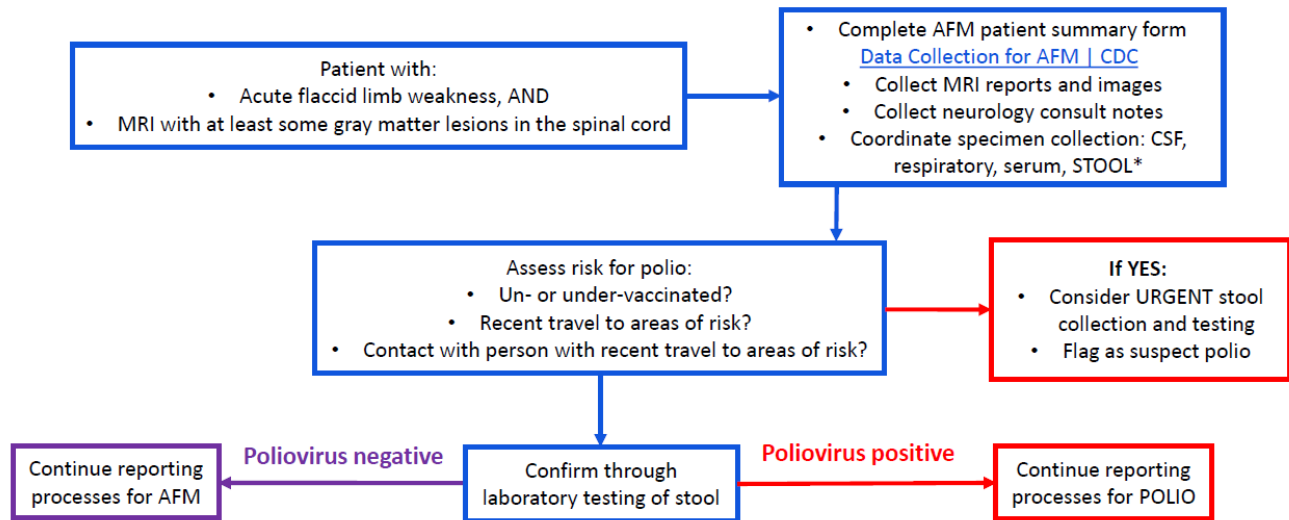 Patient with:
• Acute flaccid limb weakness, AND
• MRI with at least some gray matter lesions in the spinal cord
• Complete AFM patient summary form
Data Collection for AFM | CDC
• Collect MRI reports and images
• Collect neurology consult notes
• Coordinate specimen collection: CSF,
respiratory, serum, STOOL*
Assess risk for polio:
• Un- or under-vaccinated?
• Recent travel to areas of risk?
• Contact with person with recent travel to areas of risk?
If YES:
• Consider URGENT stool
collection and testing
• Flag as suspect polio
Continue reporting
processes for AFM
Poliovirus negative
Confirm through
laboratory testing of stool
Poliovirus positive
Continue reporting
processes for POLIO